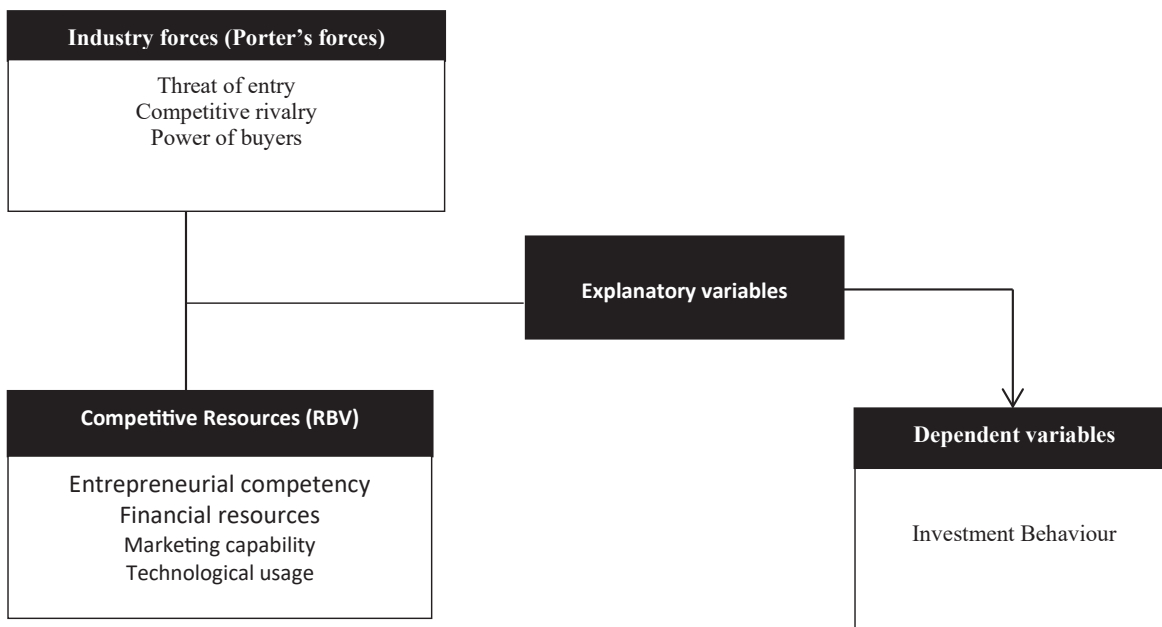 Industry forces (Porter’s forces)
Threat of entry
Competitive rivalry
Power of buyers
Explanatory variables
Competitive Resources (RBV)
Entrepreneurial competency
Financial resources
Marketing capability
Technological usage
Dependent variables
Investment Behaviour